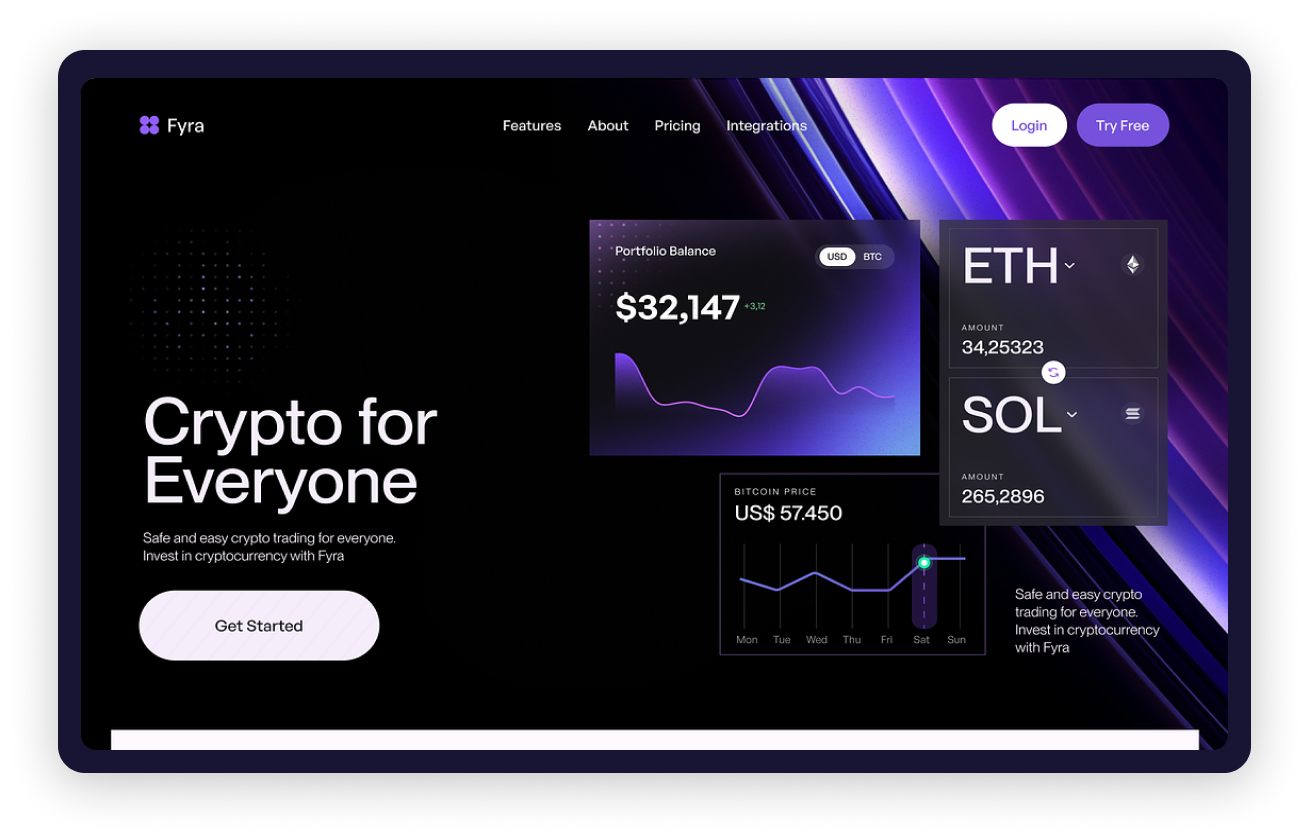 Fyra
Features About Pricing Integrations
Login
Try Free
Portfolio Balance
USD BTC
$32,147 +3,12
ETH
AMOUNT
34,25323
SOL
AMOUNT
265,2896
Crypto for
Everyone
Safe and easy crypto trading for everyone.
Invest in cryptocurrency with Fyra
Get Started
BITCOIN PRICE
US$ 57.450
Mon Tue Wed Thu Fri Sat Sun
Safe and easy crypto
trading for everyone.
Invest in cryptocurrency
with Fyra